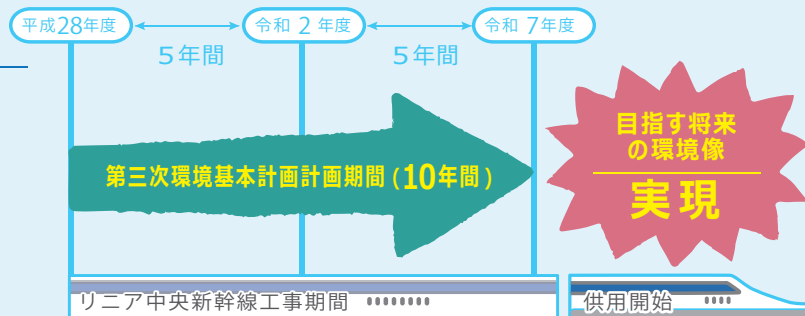 平成28年度
令和 2 年度
令和 7年度
5年間
5年間
第三次環境基本計画計画期間 (10年間)
目指す将来
の環境像
実現
リニア中央新幹線工事期間
供用開始